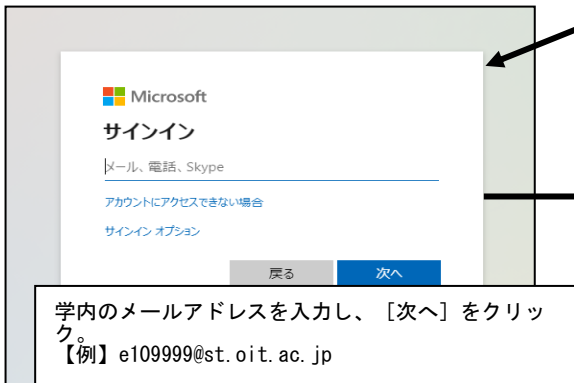 Microsoft
サインイン
メール、電話、Skype
アカウントにアクセスできない場合
サインイン オプション
戻る 次へ
学内のメールアドレスを入力し、［次へ］をクリッ
ク。
【例】e109999@st.oit.ac.jp